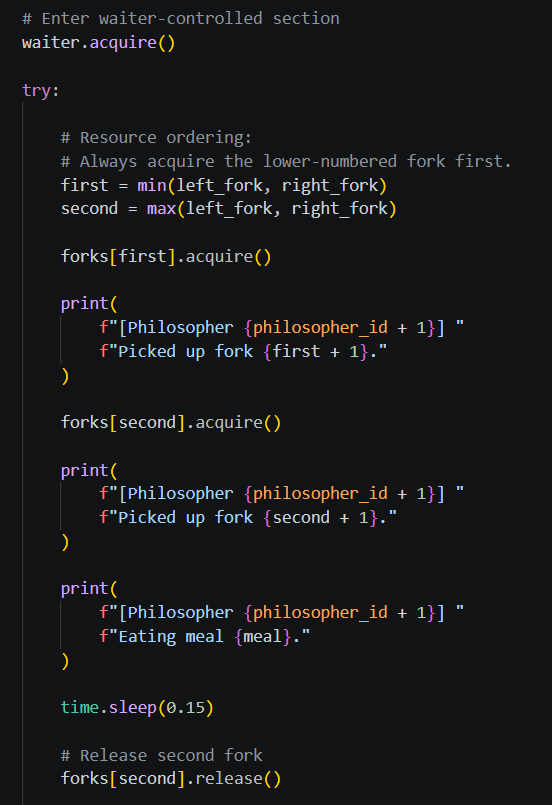 # Enter waiter-controlled section
waiter.acquire()
try:
# Resource ordering:
# Always acquire the lower-numbered fork first.
first = min(left_fork, right_fork)
second = max(left_fork, right_fork)
forks[first].acquire()
print(
f"[Philosopher {philosopher_id + 1}] "
f"Picked up fork {first + 1}."
)
forks[second].acquire()
print(
f"[Philosopher {philosopher_id + 1}] "
f"Picked up fork {second + 1}."
)
print(
f"[Philosopher {philosopher_id + 1}] "
f"Eating meal {meal}."
)
time.sleep(0.15)
# Release second fork
forks[second].release()